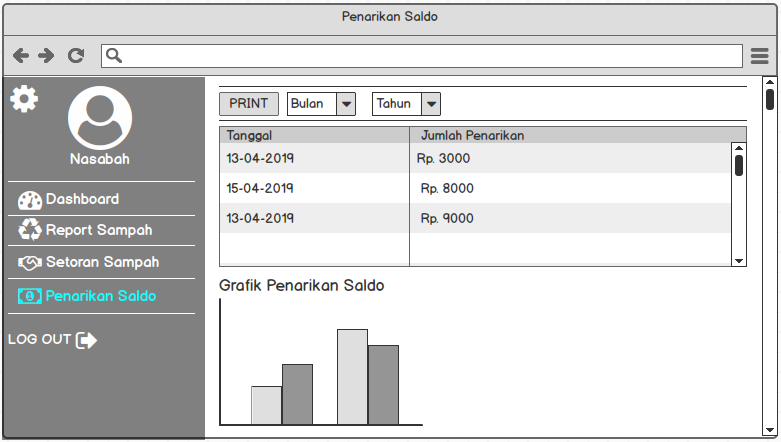 Penarikan Saldo
Nasabah
Dashboard
Report Sampah
Setoran Sampah
Penarikan Saldo
LOG OUT
PRINT Bulan Tahun
Tanggal Jumlah Penarikan
13-04-2019 Rp. 3000
15-04-2019 Rp. 8000
13-04-2019 Rp. 9000
Grafik Penarikan Saldo